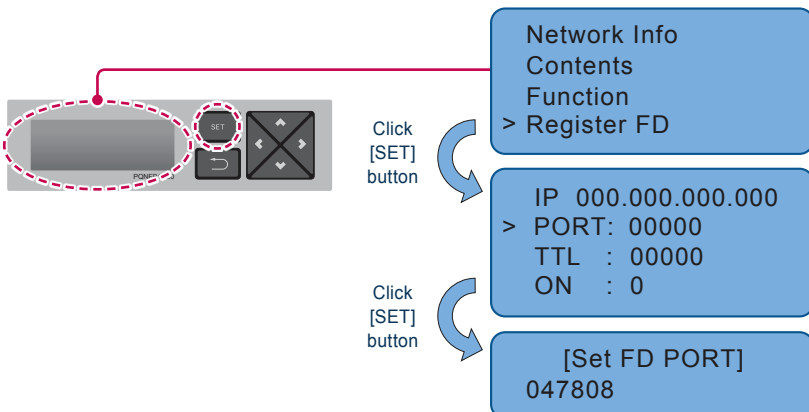 Network Info
Contents
Function
> Register FD
SET
Click
[SET]
button
IP 000.000.000.000
> PORT: 00000
TTL : 00000
ON : 0
Click
[SET]
button
[Set FD PORT]
047808